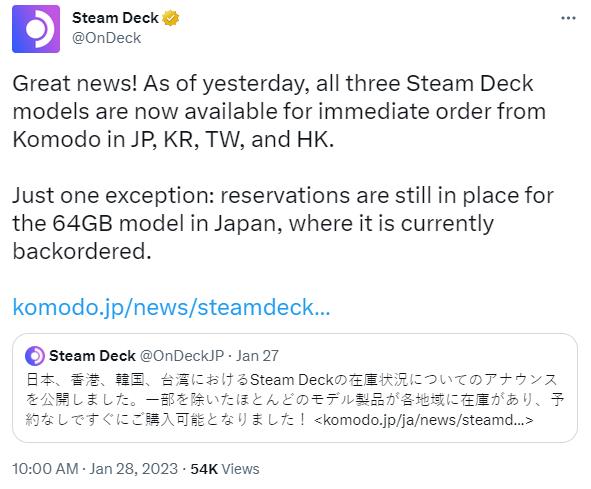 Steam Deck
@OnDeck
Great news! As of yesterday, all three Steam Deck
models are now available for immediate order from
Komodo in JP, KR, TW, and HK.
Just one exception: reservations are still in place for
the 64GB model in Japan, where it is currently
backordered.
komodo.jp/news/steamdeck...
Steam Deck @OnDeckJP · Jan 27
日本、香港、韓国、台湾におけるSteam Deckの在庫状況についてのアナウンス
を公開しました。一部を除いたほとんどのモデル製品が各地域に在庫があり、予
約なしですぐにご購入可能となりました！ <komodo.jp/ja/news/steamd...>
10:00 AM · Jan 28, 2023 · 54K Views